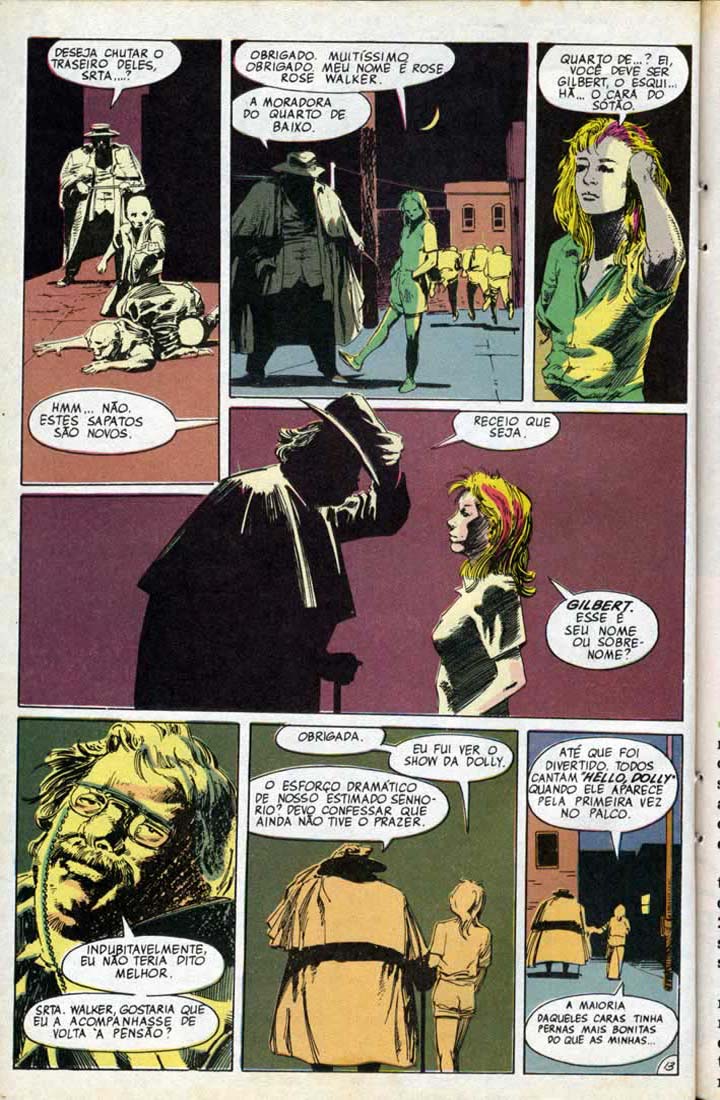 DESEJA CHUTAR O
TRASEIRO DELES,
SRTA....?
HMM... NÃO.
ESTES SAPATOS
SÃO NOVOS.
OBRIGADO. MUITÍSSIMO
OBRIGADO. MEU NOME É ROSE
ROSE WALKER.
A MORADORA
DO QUARTO DE
BAIXO.
QUARTO DE...? EI,
VOCÊ DEVE SER
GILBERT, O ESQUI...
HÃ... O CARA DO
SÓTÃO.
RECEIO QUE
SEJA.
GILBERT.
ESSE É
SEU NOME
OU SOBRE-
NOME?
INDUBITAVELMENTE,
EU NÃO TERIA DITO
MELHOR.
SRTA. WALKER, GOSTARIA QUE
EU A ACOMPANHASSE DE
VOLTA À PENSÃO?
OBRIGADA.
EU FUI VER O
SHOW DA DOLLY.
O ESFORÇO DRAMÁTICO
DE NOSSO ESTIMADO SENHO-
RIO? DEVO CONFESSAR QUE
AINDA NÃO TIVE O PRAZER.
ATÉ QUE FOI
DIVERTIDO. TODOS
CANTAM "HELLO, DOLLY"
QUANDO ELE APARECE
PELA PRIMEIRA VEZ
NO PALCO.
A MAIORIA
DAQUELES CARAS TINHA
PERNAS MAIS BONITAS
DO QUE AS MINHAS...
13